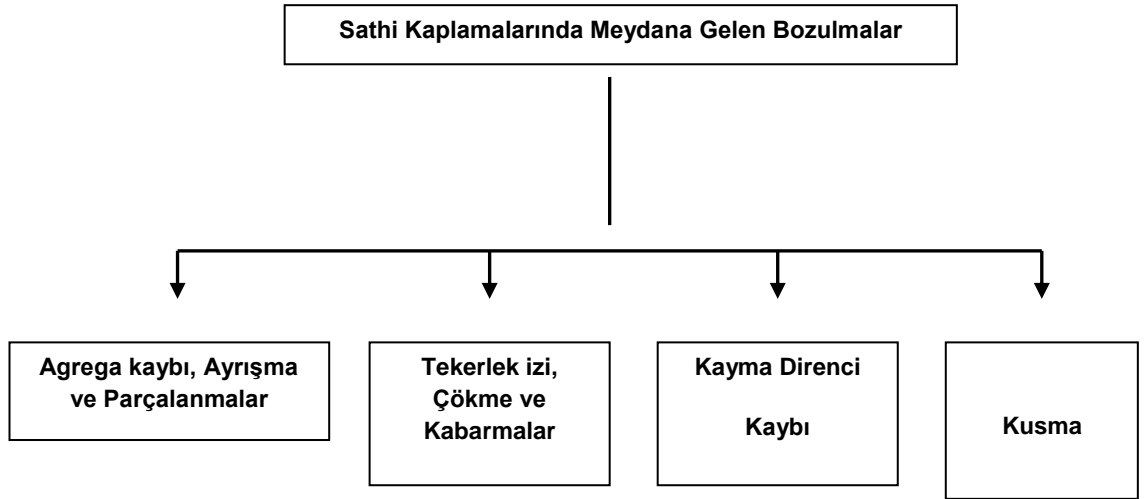 Sathi Kaplamalarında Meydana Gelen Bozulmalar
Agrega kaybı, Ayrışma
ve Parçalanmalar
Tekerlek izi,
Çökme ve
Kabarmalar
Kayma Direnci
Kaybı
Kusma